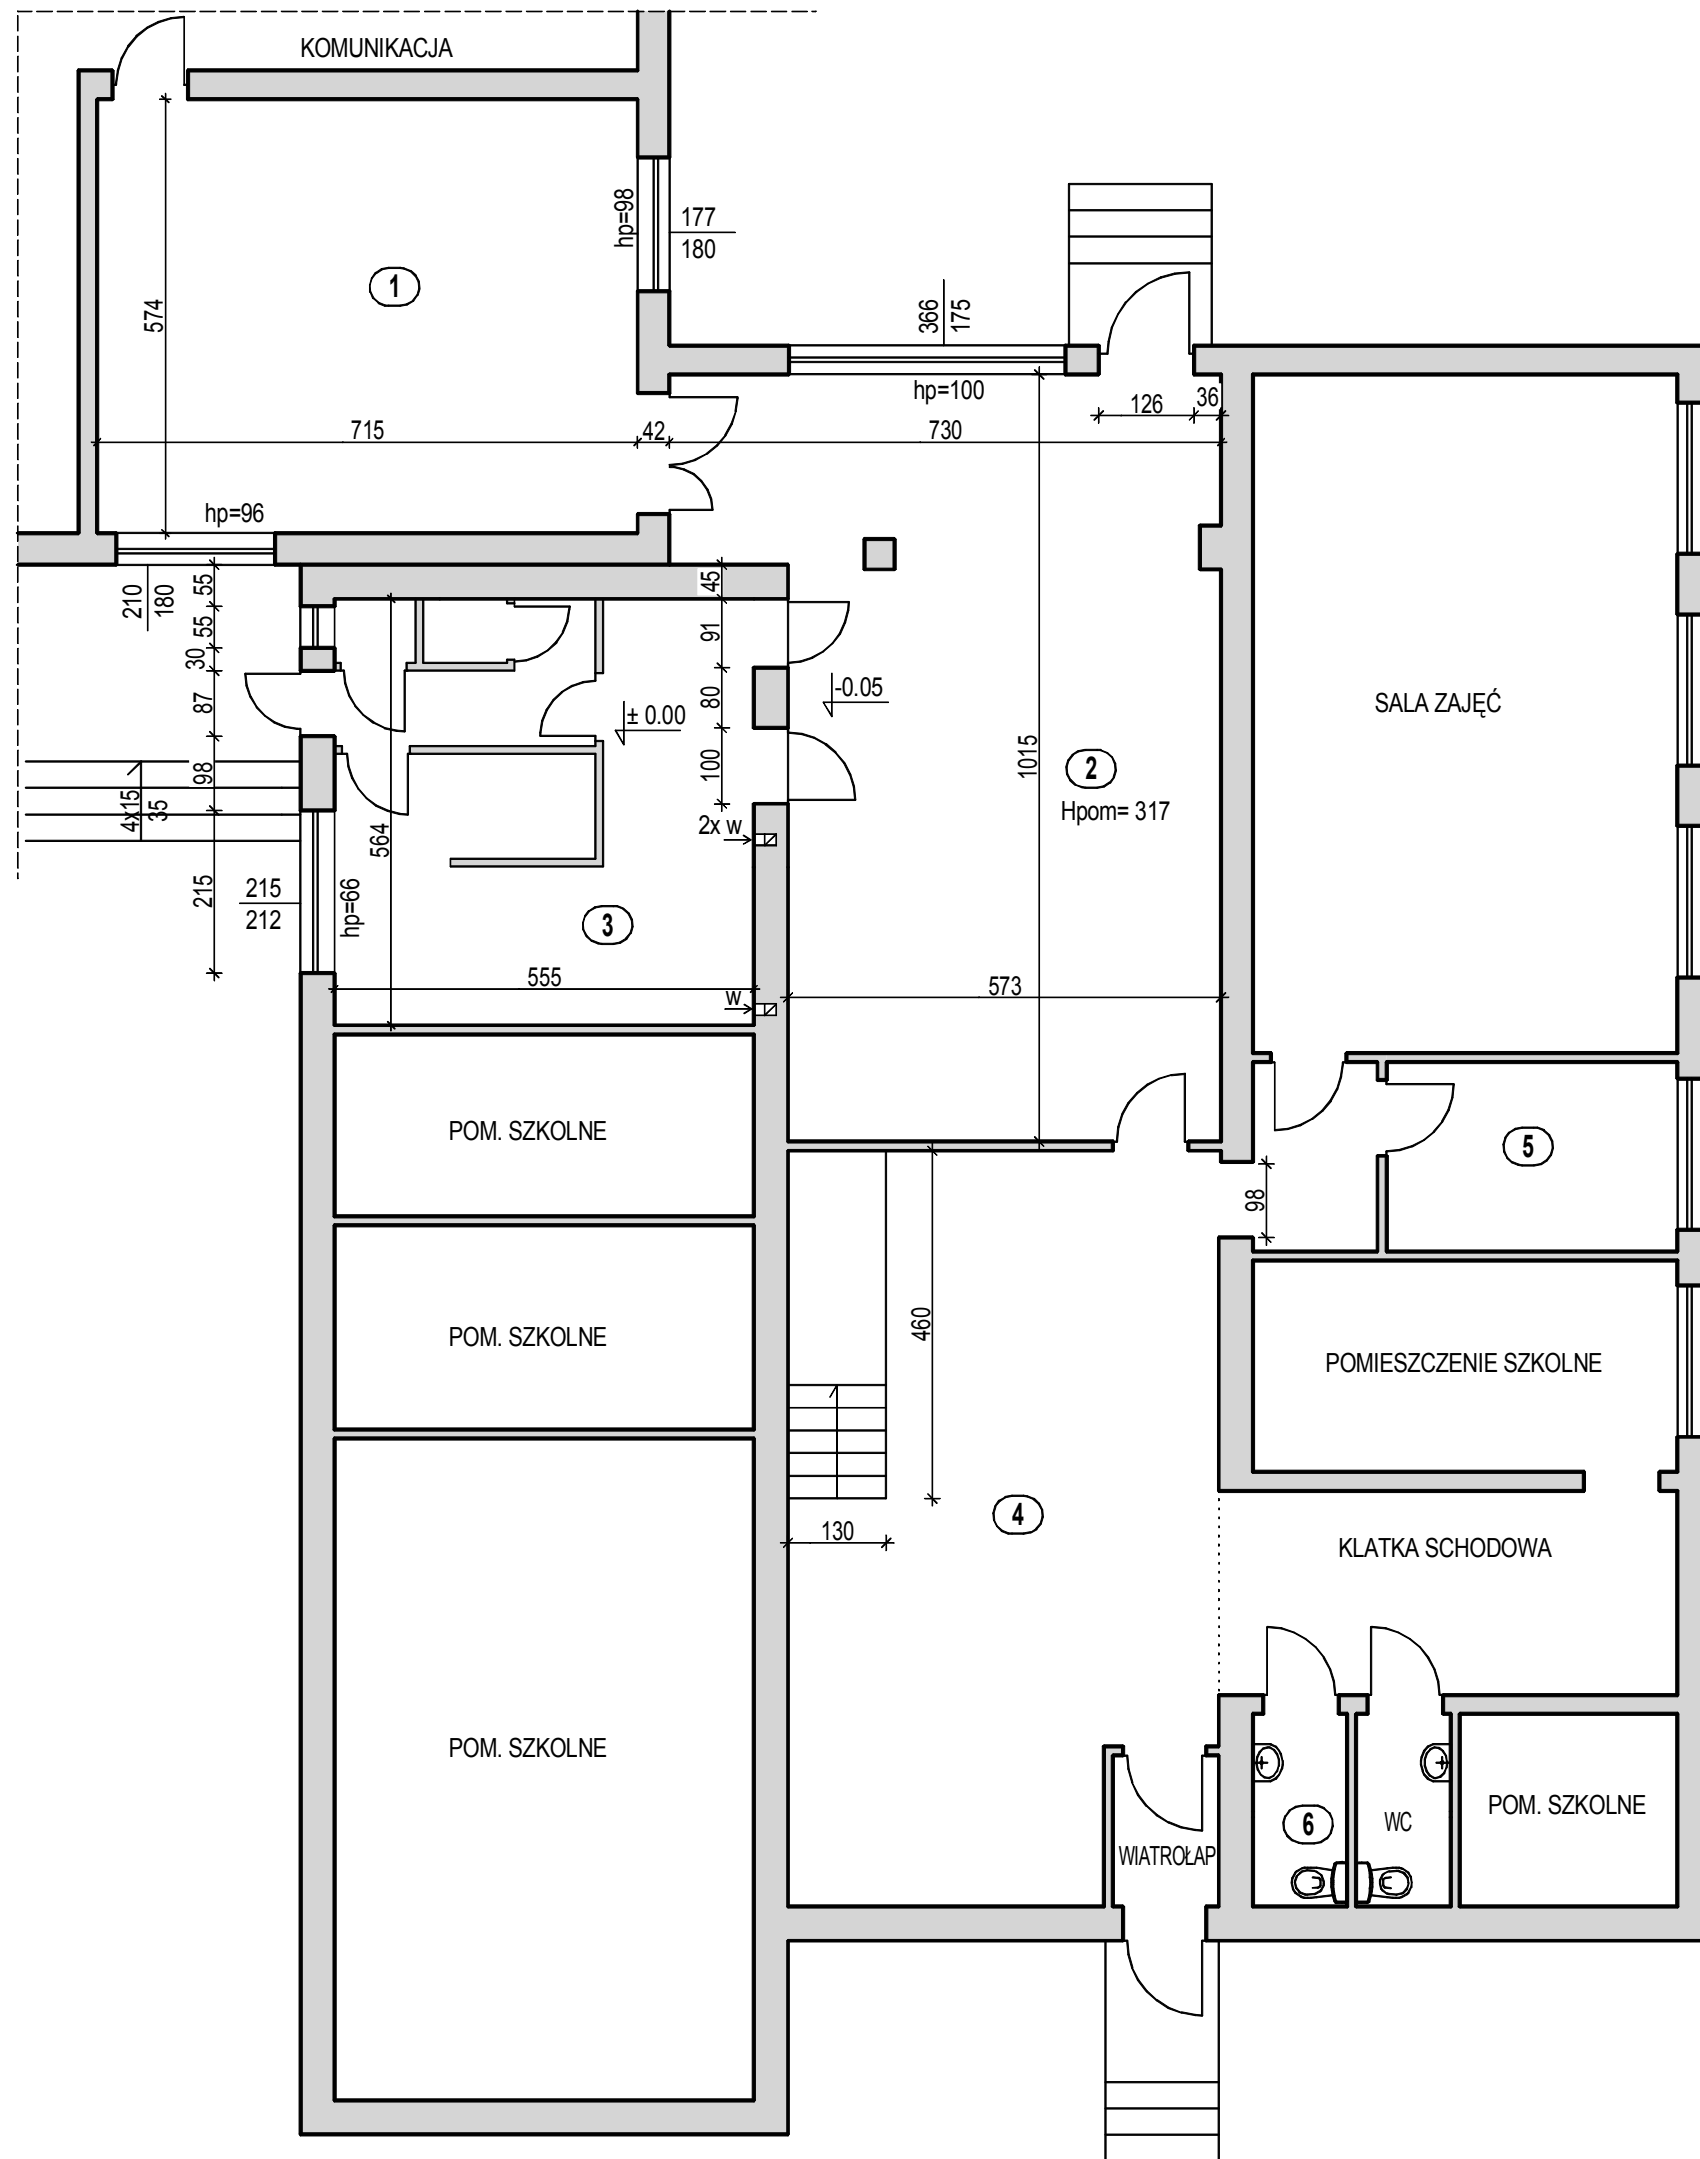 KOMUNIKACJA
hp=98
177
180
1
574
366
175
hp=100
126
36
715
42
730
hp=96
210
180
55
55
30
87
98
215
45
91
80
100
± 0.00
-0.05
SALA ZAJĘĆ
1015
2
Hpom= 317
4x15
35
564
2x w
215
212
hp=66
3
555
w
573
POM. SZKOLNE
5
98
460
POM. SZKOLNE
POMIESZCZENIE SZKOLNE
4
130
KLATKA SCHODOWA
POM. SZKOLNE
POM. SZKOLNE
6
WC
WIATROŁAP